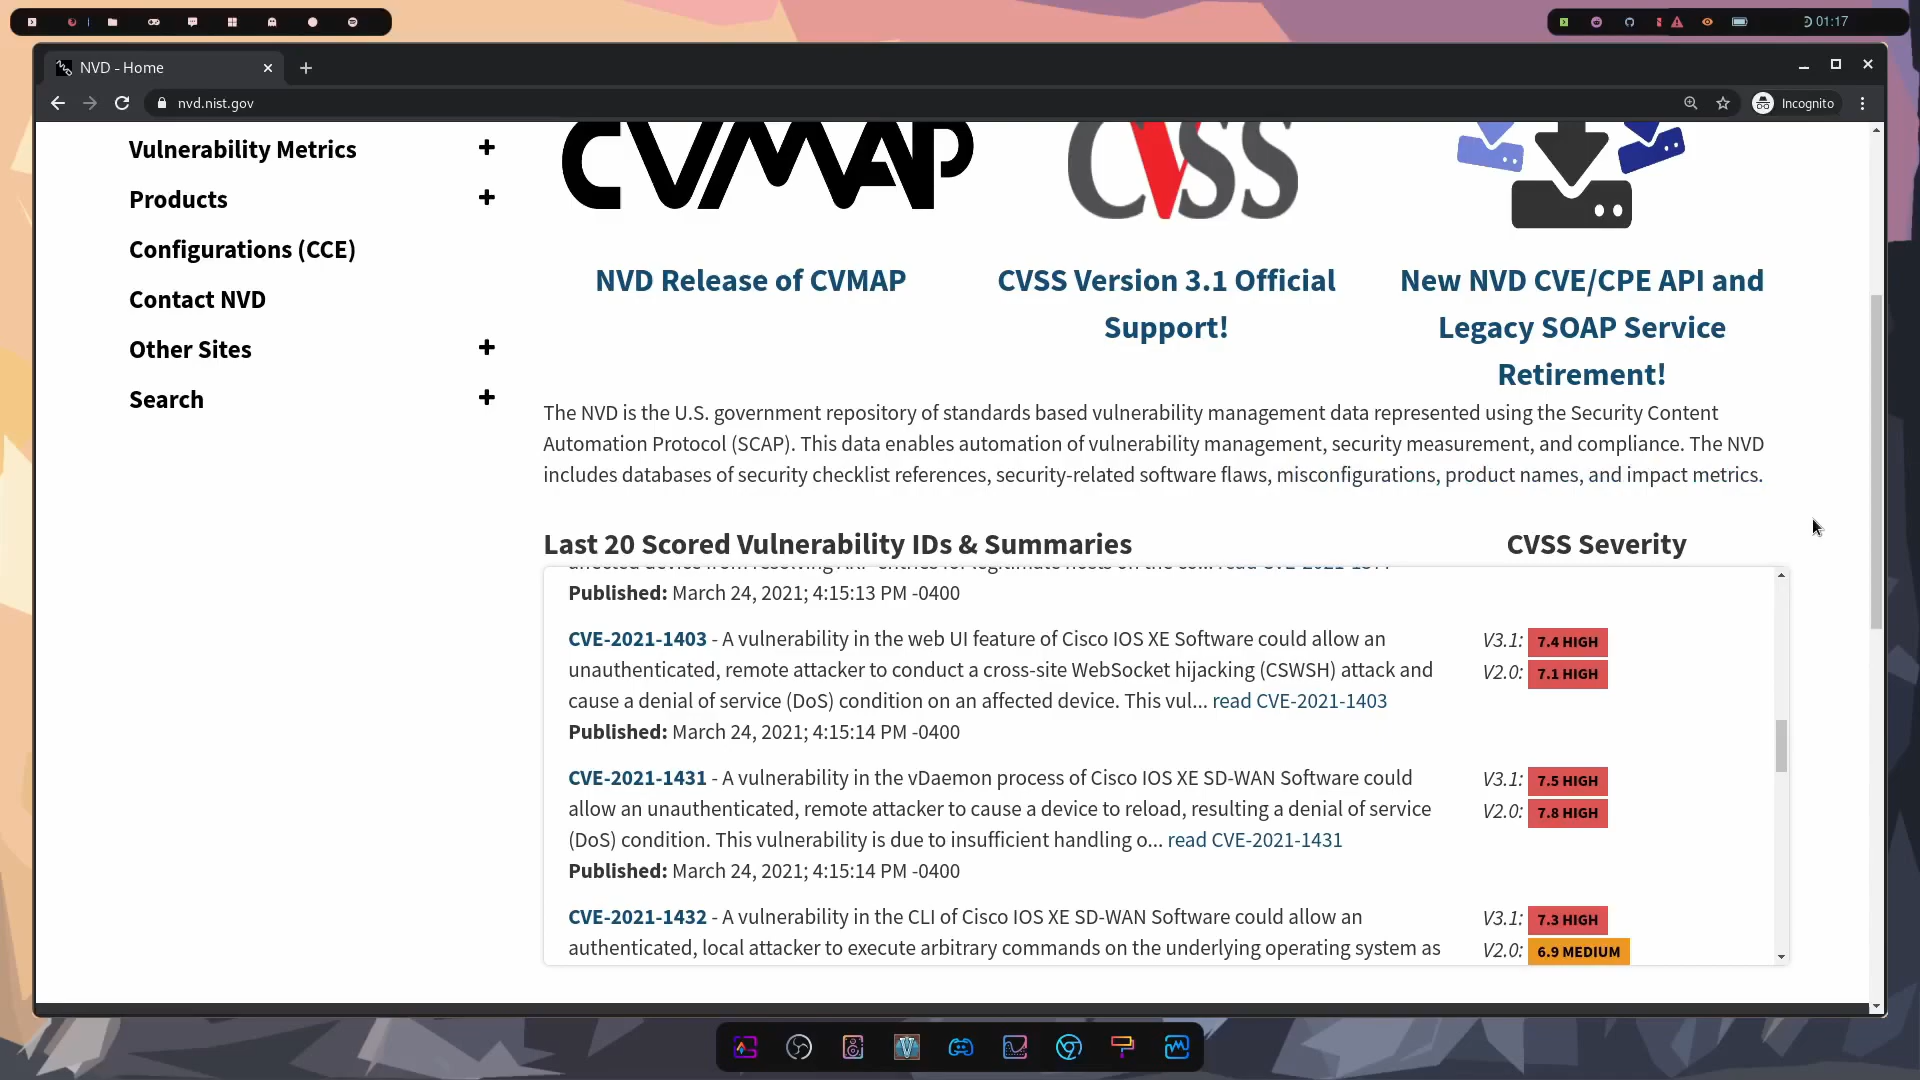 01:17
NVD - Home
nvd.nist.gov
Incognito
Vulnerability Metrics
Products
Configurations (CCE)
Contact NVD
Other Sites
Search
CVMAP
CVSS
NVD Release of CVMAP
CVSS Version 3.1 Official
Support!
New NVD CVE/CPE API and
Legacy SOAP Service
Retirement!
The NVD is the U.S. government repository of standards based vulnerability management data represented using the Security Content
Automation Protocol (SCAP). This data enables automation of vulnerability management, security measurement, and compliance. The NVD
includes databases of security checklist references, security-related software flaws, misconfigurations, product names, and impact metrics.
Last 20 Scored Vulnerability IDs & Summaries
CVSS Severity
Published: March 24, 2021; 4:15:13 PM -0400
CVE-2021-1403 - A vulnerability in the web UI feature of Cisco IOS XE Software could allow an
unauthenticated, remote attacker to conduct a cross-site WebSocket hijacking (CSWSH) attack and
cause a denial of service (DoS) condition on an affected device. This vul... read CVE-2021-1403
Published: March 24, 2021; 4:15:14 PM -0400
V3.1: 7.4 HIGH
V2.0: 7.1 HIGH
CVE-2021-1431 - A vulnerability in the vDaemon process of Cisco IOS XE SD-WAN Software could
allow an unauthenticated, remote attacker to cause a device to reload, resulting a denial of service
(DoS) condition. This vulnerability is due to insufficient handling o... read CVE-2021-1431
Published: March 24, 2021; 4:15:14 PM -0400
V3.1: 7.5 HIGH
V2.0: 7.8 HIGH
CVE-2021-1432 - A vulnerability in the CLI of Cisco IOS XE SD-WAN Software could allow an
authenticated, local attacker to execute arbitrary commands on the underlying operating system as
V3.1: 7.3 HIGH
V2.0: 6.9 MEDIUM